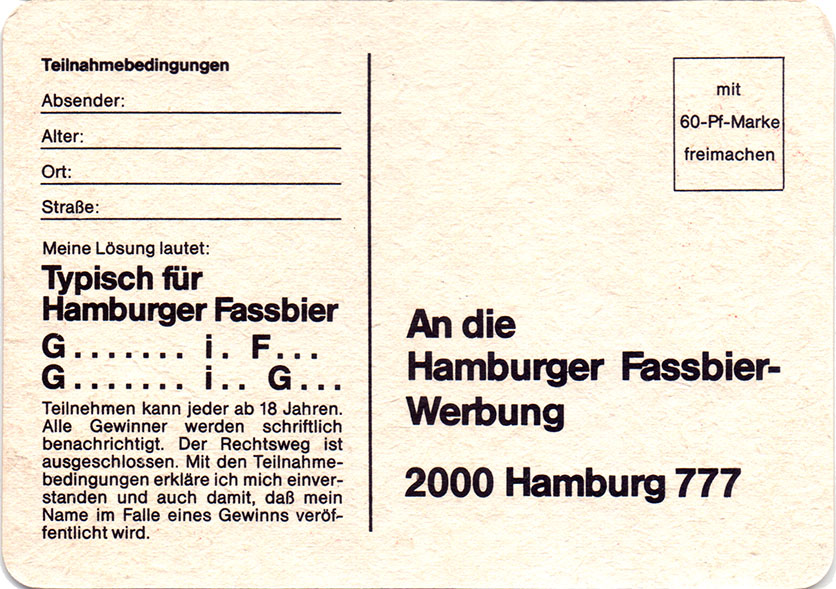 Teilnahmebedingungen
Absender:
Alter:
Ort:
Straße:
Meine Lösung lautet:
Typisch für
Hamburger Fassbier
G....... i. F...
G....... i.. G...
Teilnehmen kann jeder ab 18 Jahren.
Alle Gewinner werden schriftlich
benachrichtigt. Der Rechtsweg ist
ausgeschlossen. Mit den Teilnahme-
bedingungen erkläre ich mich einver-
standen und auch damit, daß mein
Name im Falle eines Gewinns veröf-
fentlicht wird.
mit
60-Pf-Marke
freimachen
An die
Hamburger Fassbier-
Werbung
2000 Hamburg 777